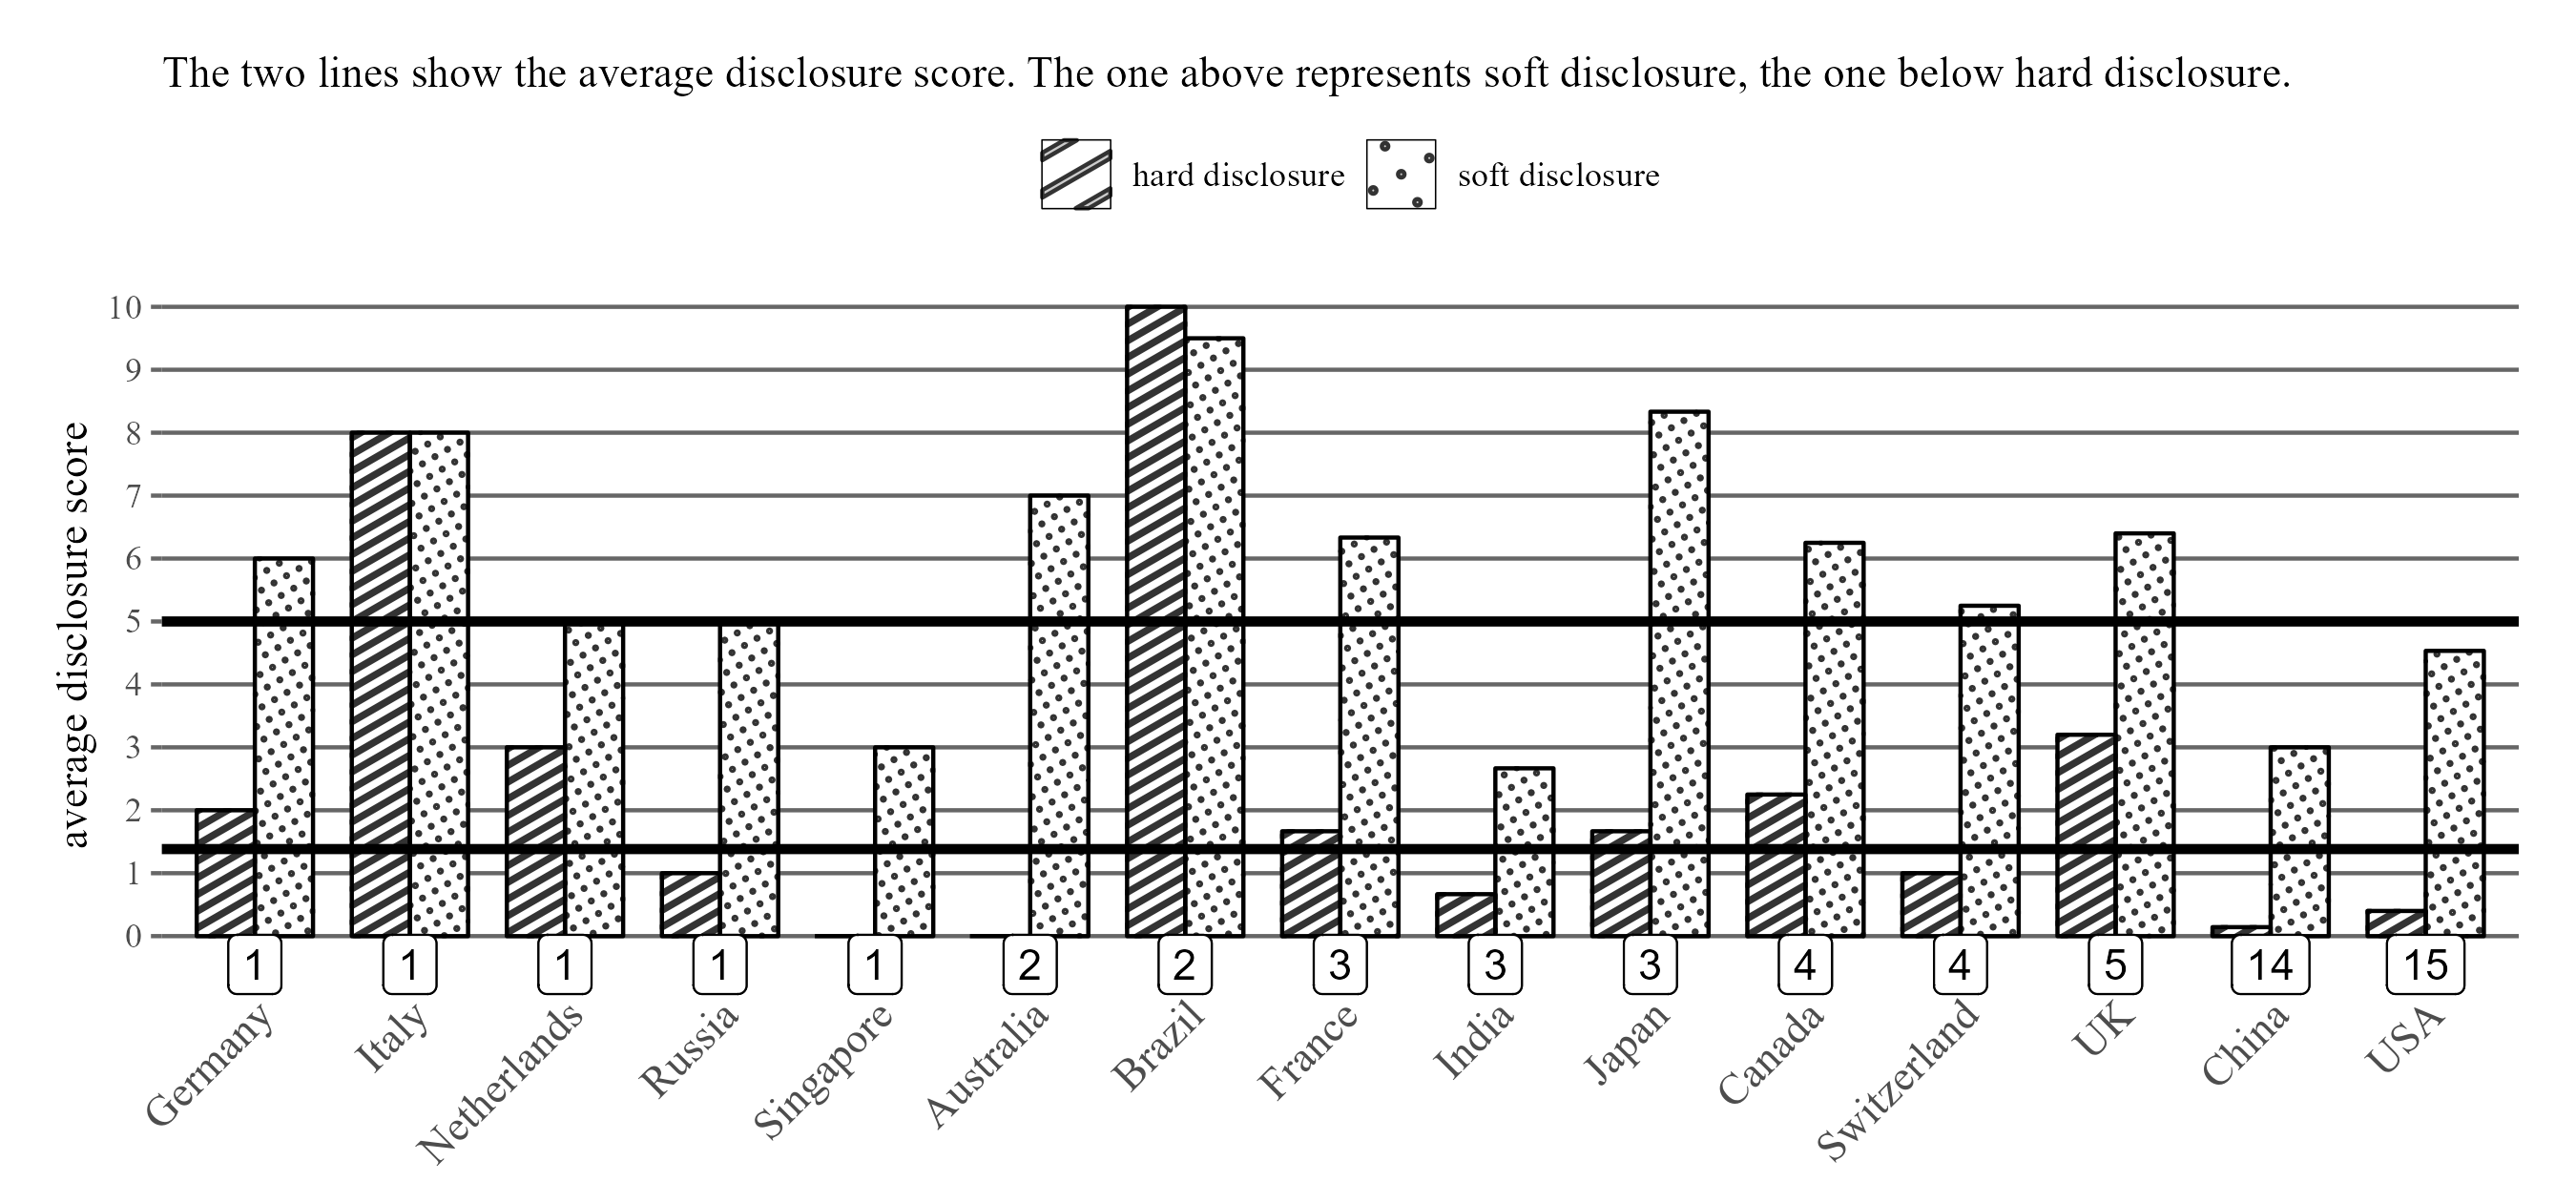 The two lines show the average disclosure score. The one above represents soft disclosure, the one below hard disclosure.
hard disclosure soft disclosure
average disclosure score
10
9
8
7
6
5
4
3
2
1
0
1 1 1 1 1 2 2 3 3 3 4 4 5 14 15
Germany Italy Netherlands Russia Singapore Australia Brazil France India Japan Canada Switzerland UK China USA